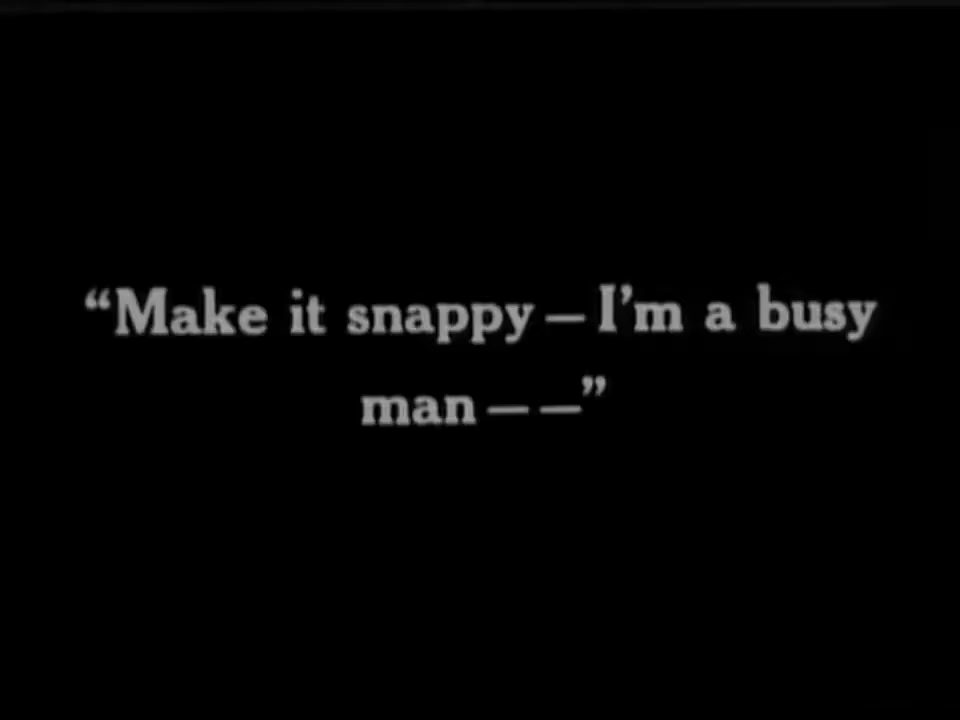 “Make it snappy — I’m a busy
man — —”